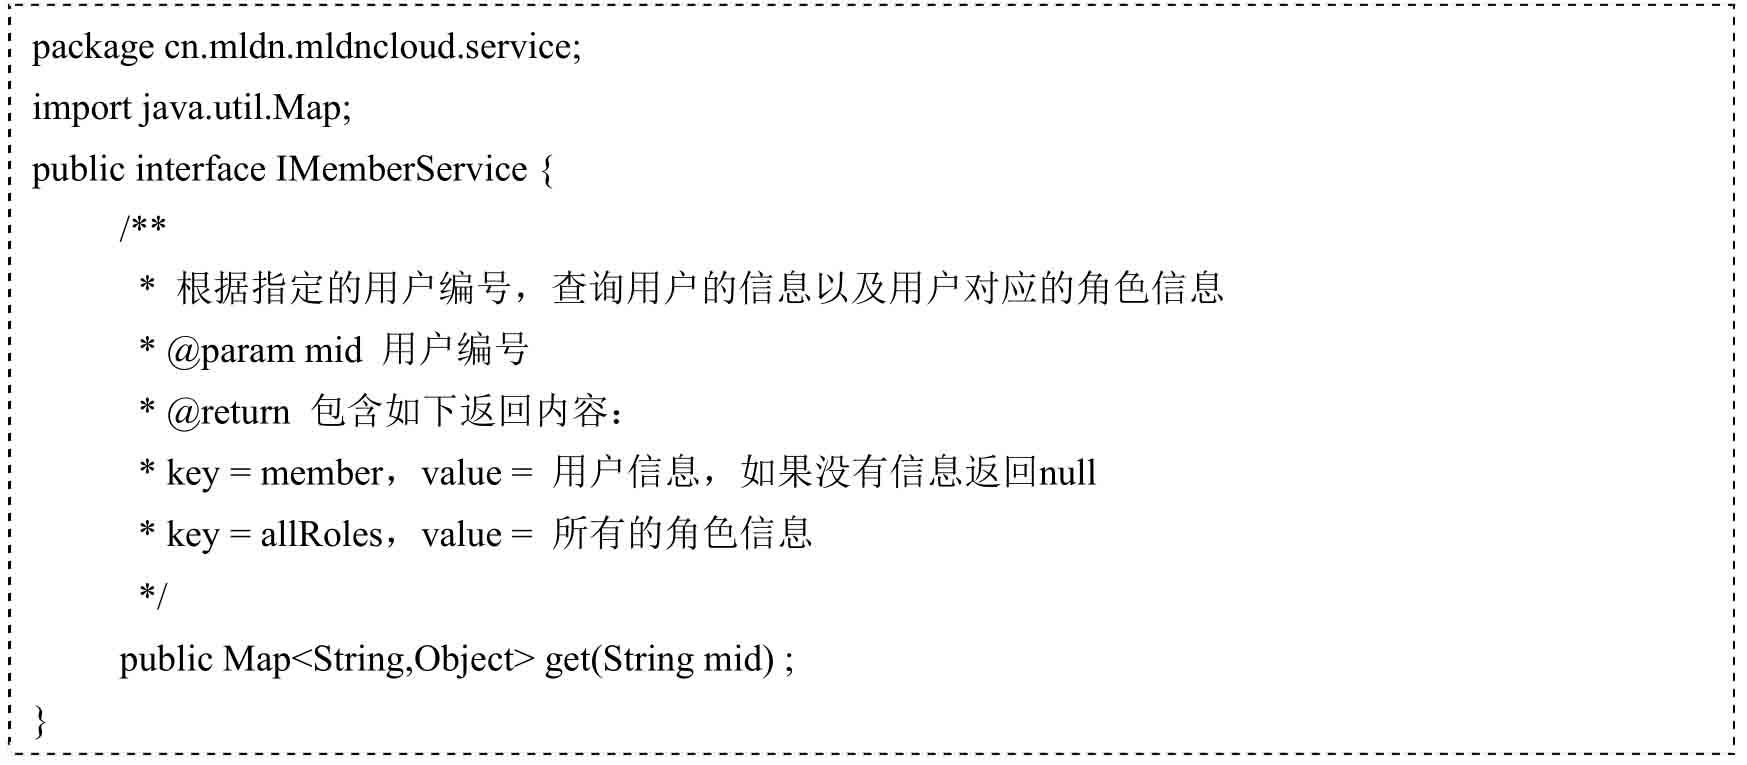 package cn.mldn.mldncloud.service;
import java.util.Map;
public interface IMemberService {
/**
* 根据指定的用户编号，查询用户的信息以及用户对应的角色信息
* @param mid 用户编号
* @return 包含如下返回内容：
* key = member，value = 用户信息，如果没有信息返回null
* key = allRoles，value = 所有的角色信息
*/
public Map<String,Object> get(String mid) ;
}